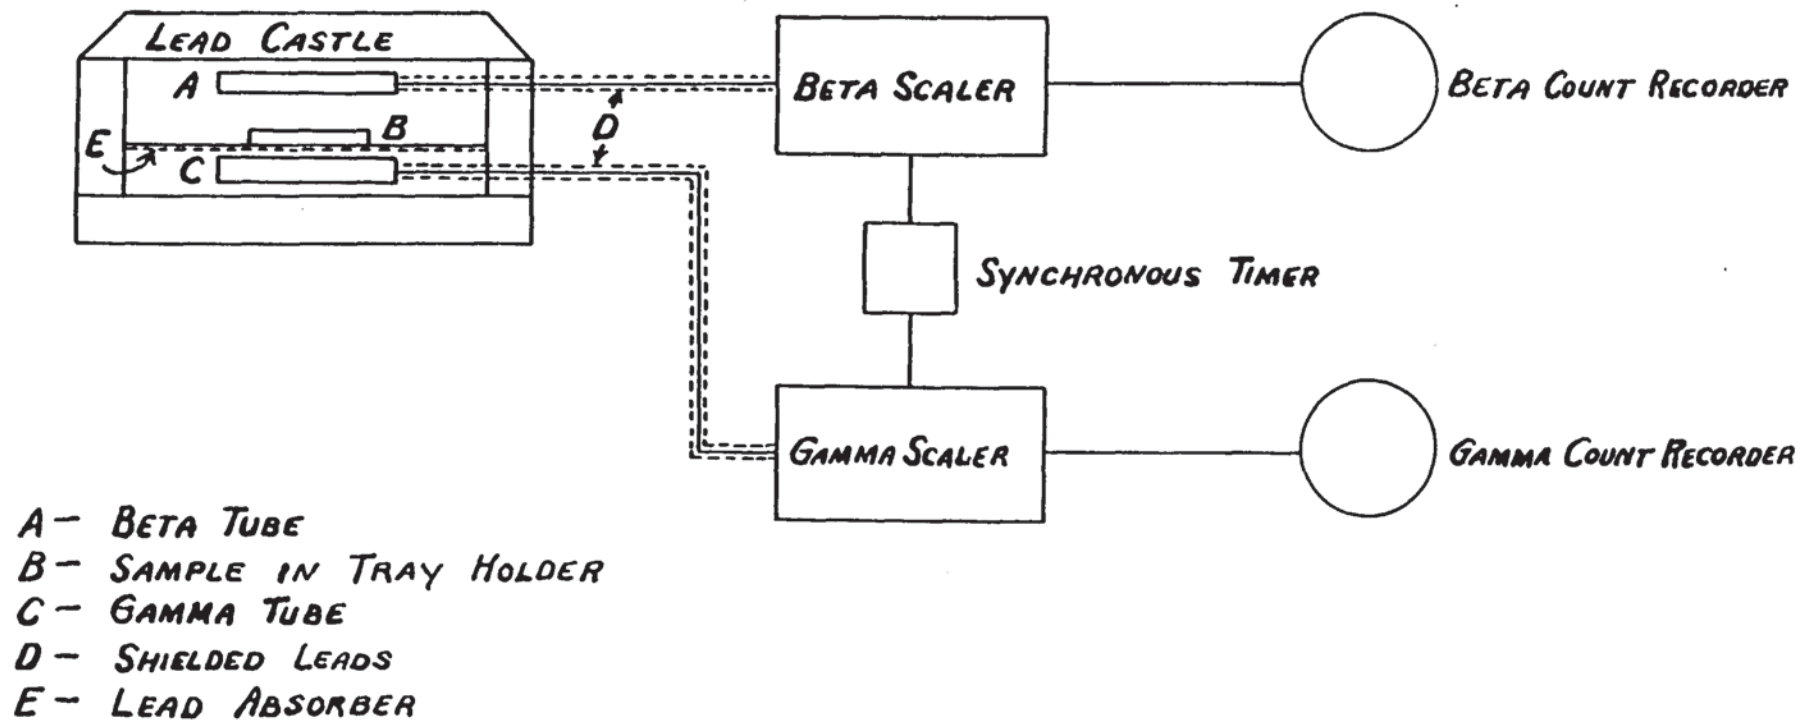 LEAD CASTLE
A
BETA SCALER
BETA COUNT RECORDER
B
D
E
C
SYNCHRONOUS TIMER
GAMMA SCALER
GAMMA COUNT RECORDER
A - BETA TUBE
B - SAMPLE IN TRAY HOLDER
C - GAMMA TUBE
D - SHIELDED LEADS
E - LEAD ABSORBER